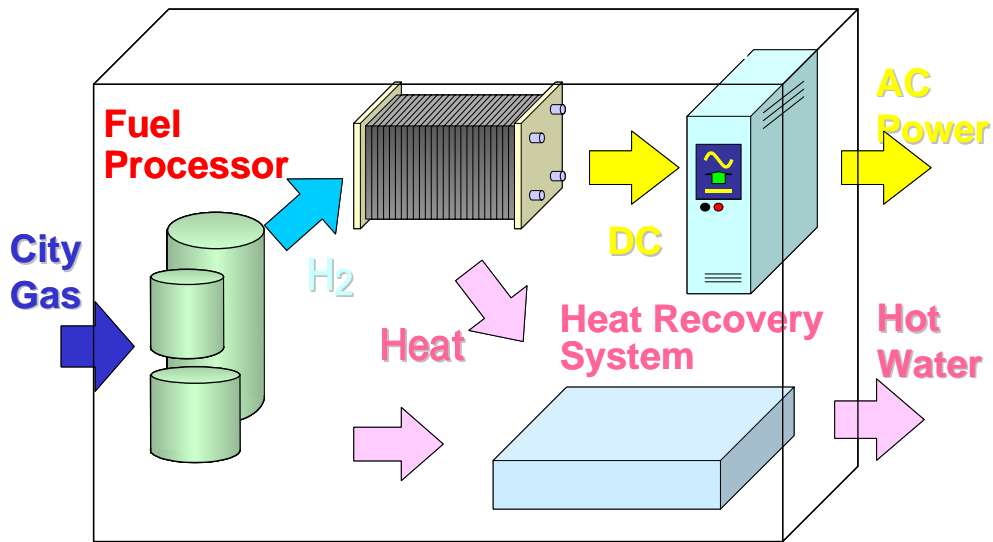 AC
Power
Fuel
Processor
City
Gas
H2
DC
Heat
Heat Recovery
System
Hot
Water